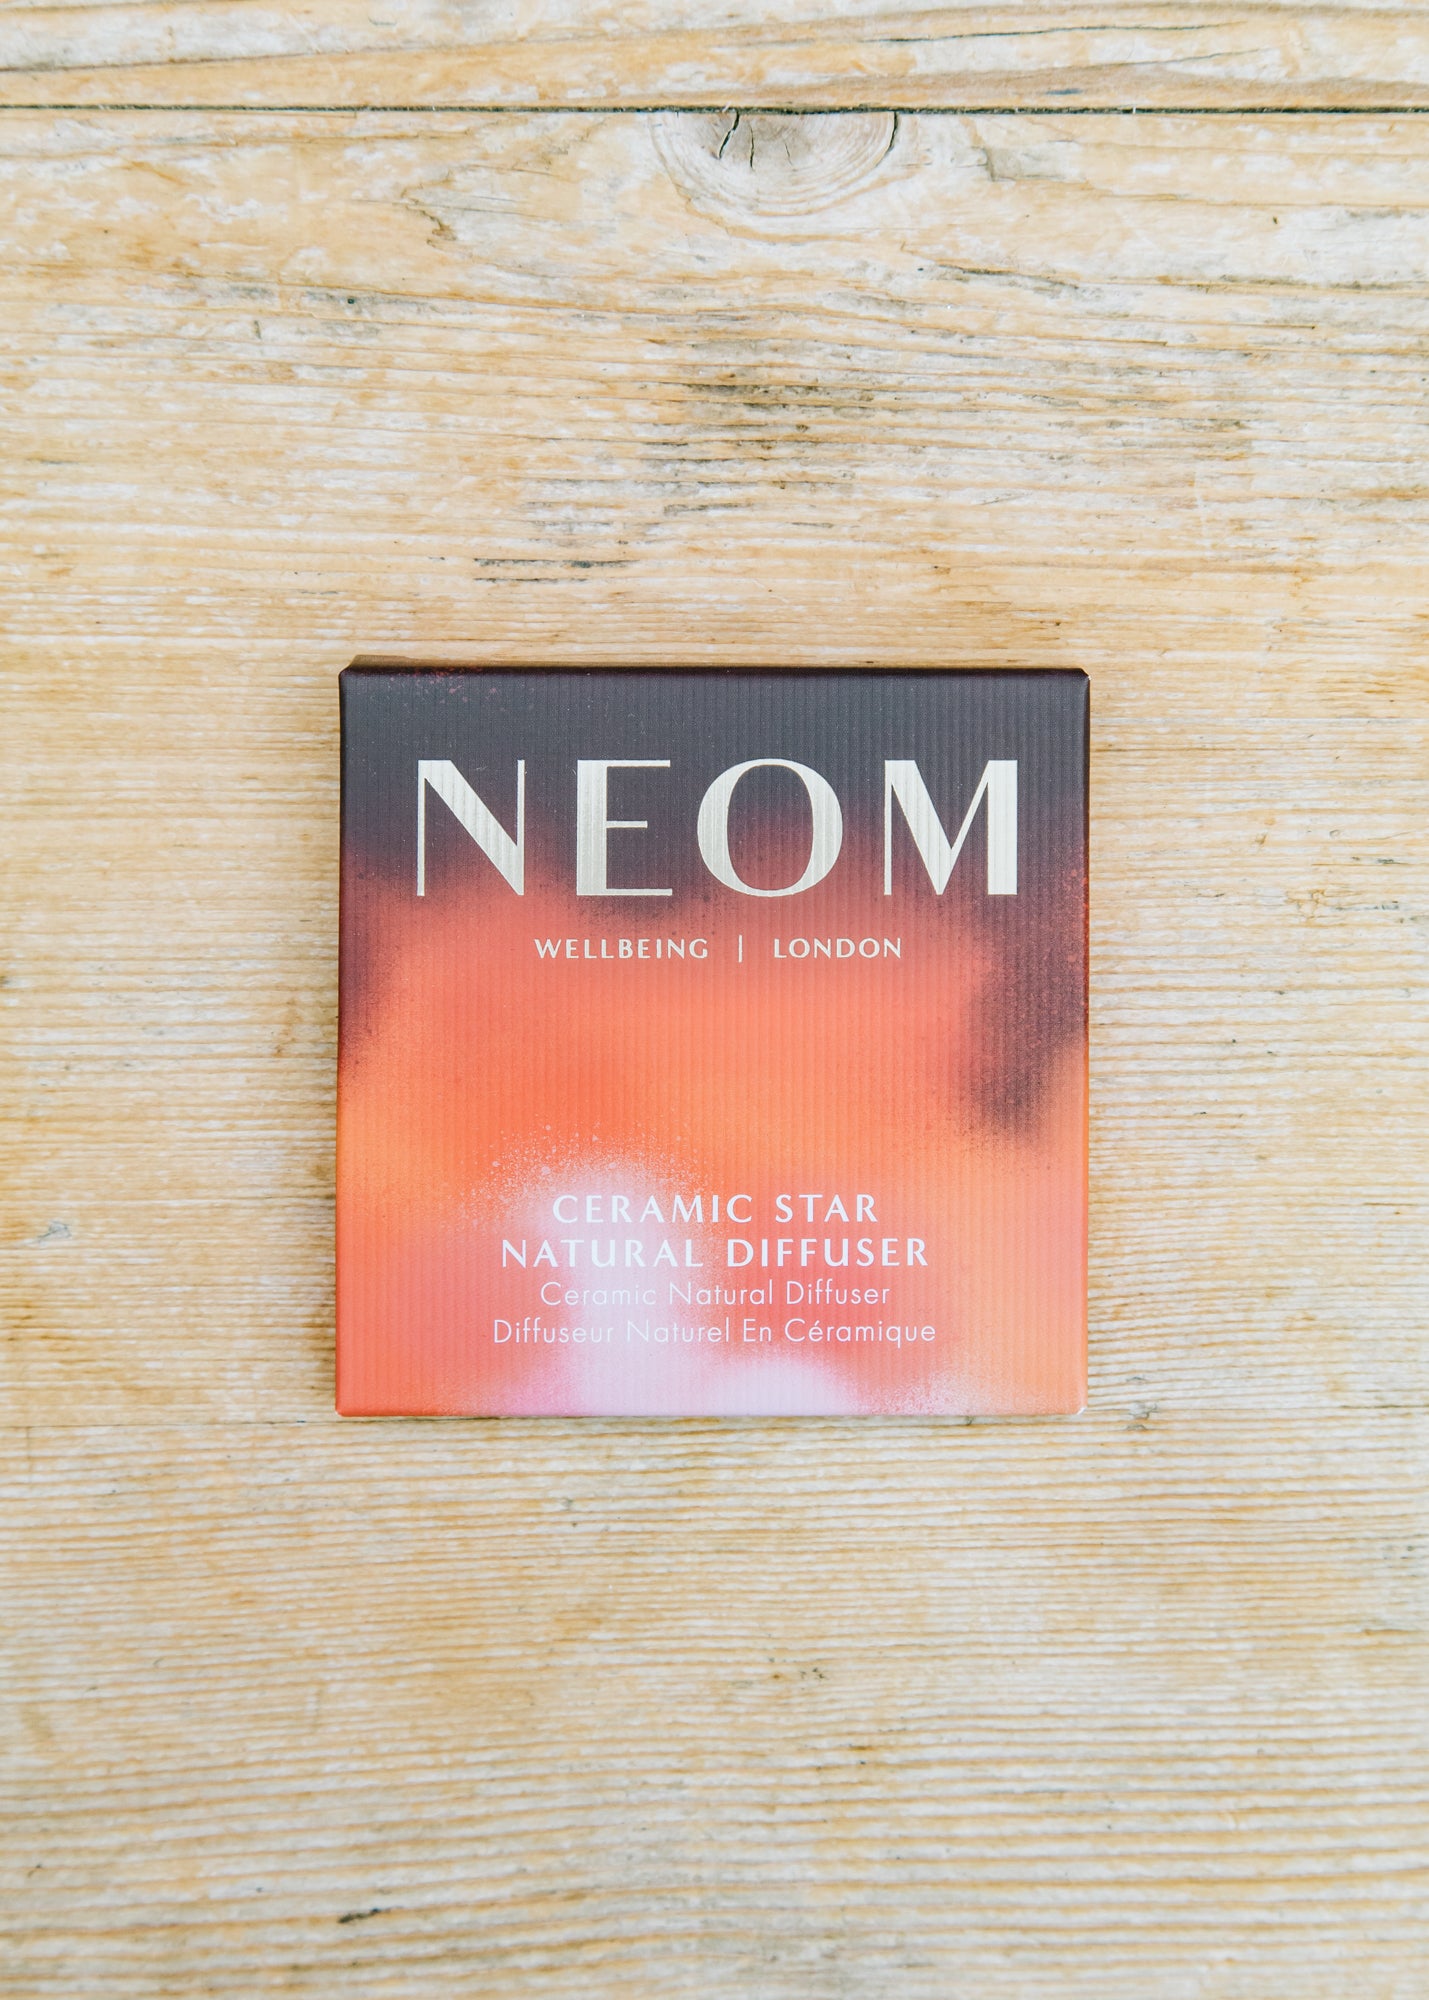 NEOM
WELLBEING | LONDON
CERAMIC STAR
NATURAL DIFFUSER
Ceramic Natural Diffuser
Diffuseur Naturel En Céramique